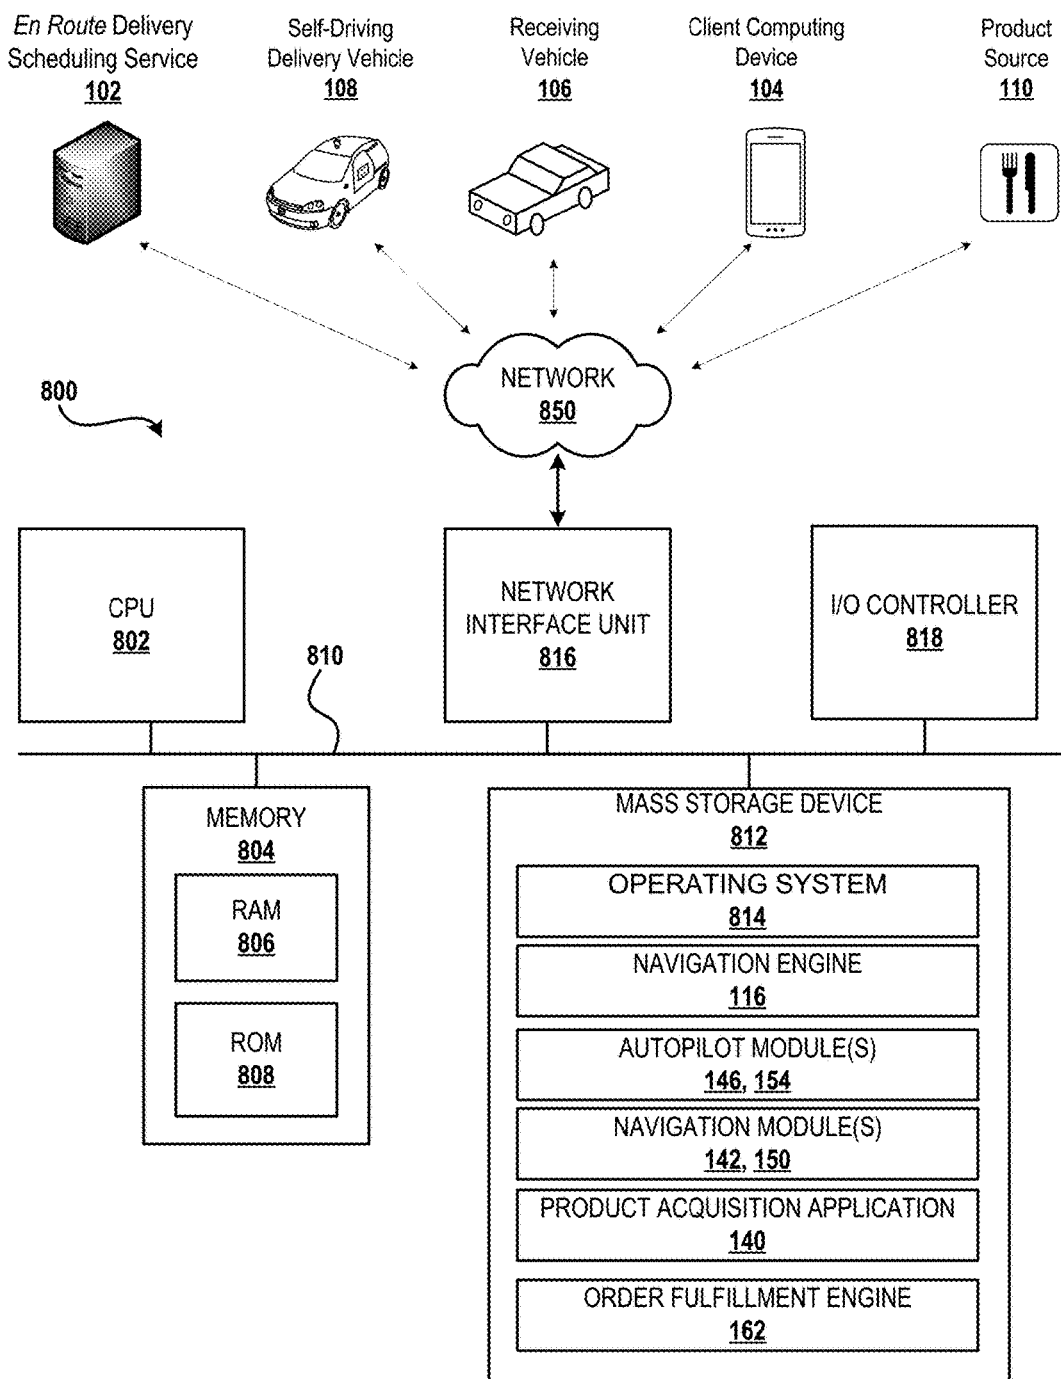 En Route Delivery
Scheduling Service
102
Self-Driving
Delivery Vehicle
108
Receiving
Vehicle
106
Client Computing
Device
104
Product
Source
110
NETWORK
850
800
CPU
802
NETWORK
INTERFACE UNIT
816
I/O CONTROLLER
818
810
MEMORY
804
RAM
806
ROM
808
MASS STORAGE DEVICE
812
OPERATING SYSTEM
814
NAVIGATION ENGINE
116
AUTOPILOT MODULE(S)
146, 154
NAVIGATION MODULE(S)
142, 150
PRODUCT ACQUISITION APPLICATION
140
ORDER FULFILLMENT ENGINE
162